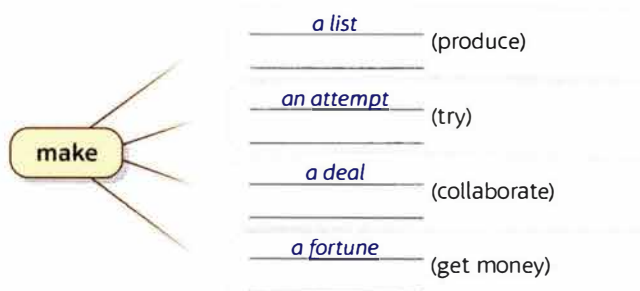 a list
(produce)
an attempt
(try)
make
a deal
(collaborate)
a fortune
(get money)